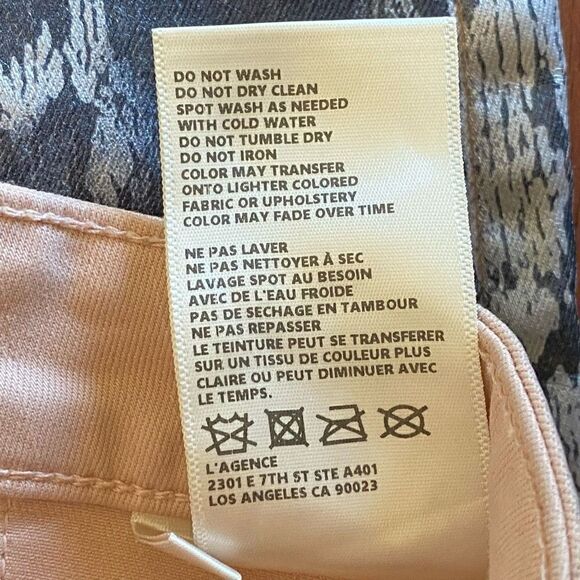 DO NOT WASH
DO NOT DRY CLEAN
SPOT WASH AS NEEDED
WITH COLD WATER
DO NOT TUMBLE DRY
DO NOT IRON
COLOR MAY TRANSFER
ONTO LIGHTER COLORED
FABRIC OR UPHOLSTERY
COLOR MAY FADE OVER TIME
NE PAS LAVER
NE PAS NETTOYER À SEC
LAVAGE SPOT AU BESOIN
AVEC DE L'EAU FROIDE
PAS DE SECHAGE EN TAMBOUR
NE PAS REPASSER
LE TEINTURE PEUT SE TRANSFERER
SUR UN TISSU DE COULEUR PLUS
CLAIRE OU PEUT DIMINUER AVEC
LE TEMPS.
L'AGENCE
2301 E 7TH ST STE A401
LOS ANGELES CA 90023